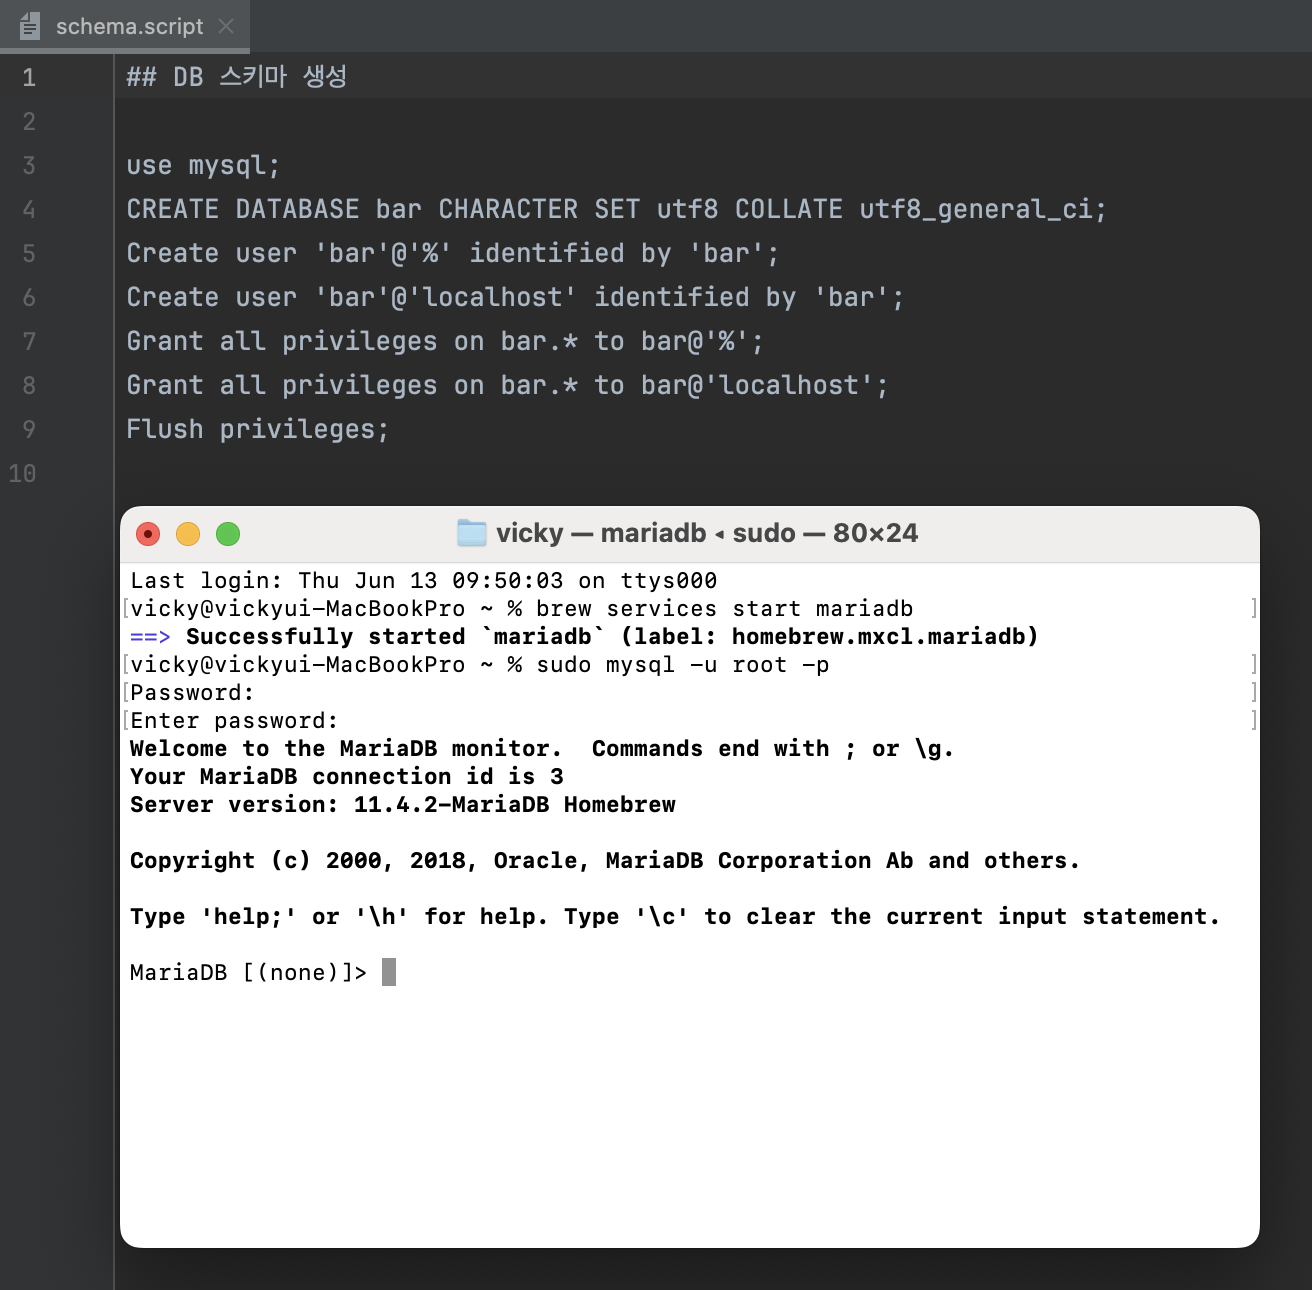 schema.script
1 ## DB 스키마 생성
2
3 use mysql;
4 CREATE DATABASE bar CHARACTER SET utf8 COLLATE utf8_general_ci;
5 Create user 'bar'@'%' identified by 'bar';
6 Create user 'bar'@'localhost' identified by 'bar';
7 Grant all privileges on bar.* to bar@'%';
8 Grant all privileges on bar.* to bar@'localhost';
9 Flush privileges;
10
vicky — mariadb ◂ sudo — 80×24
Last login: Thu Jun 13 09:50:03 on ttys000
[vicky@vickyui-MacBookPro ~ % brew services start mariadb ]
==> Successfully started `mariadb` (label: homebrew.mxcl.mariadb)
[vicky@vickyui-MacBookPro ~ % sudo mysql -u root -p ]
[Password: ]
[Enter password: ]
Welcome to the MariaDB monitor.  Commands end with ; or \g.
Your MariaDB connection id is 3
Server version: 11.4.2-MariaDB Homebrew
Copyright (c) 2000, 2018, Oracle, MariaDB Corporation Ab and others.
Type 'help;' or '\h' for help. Type '\c' to clear the current input statement.
MariaDB [(none)]>